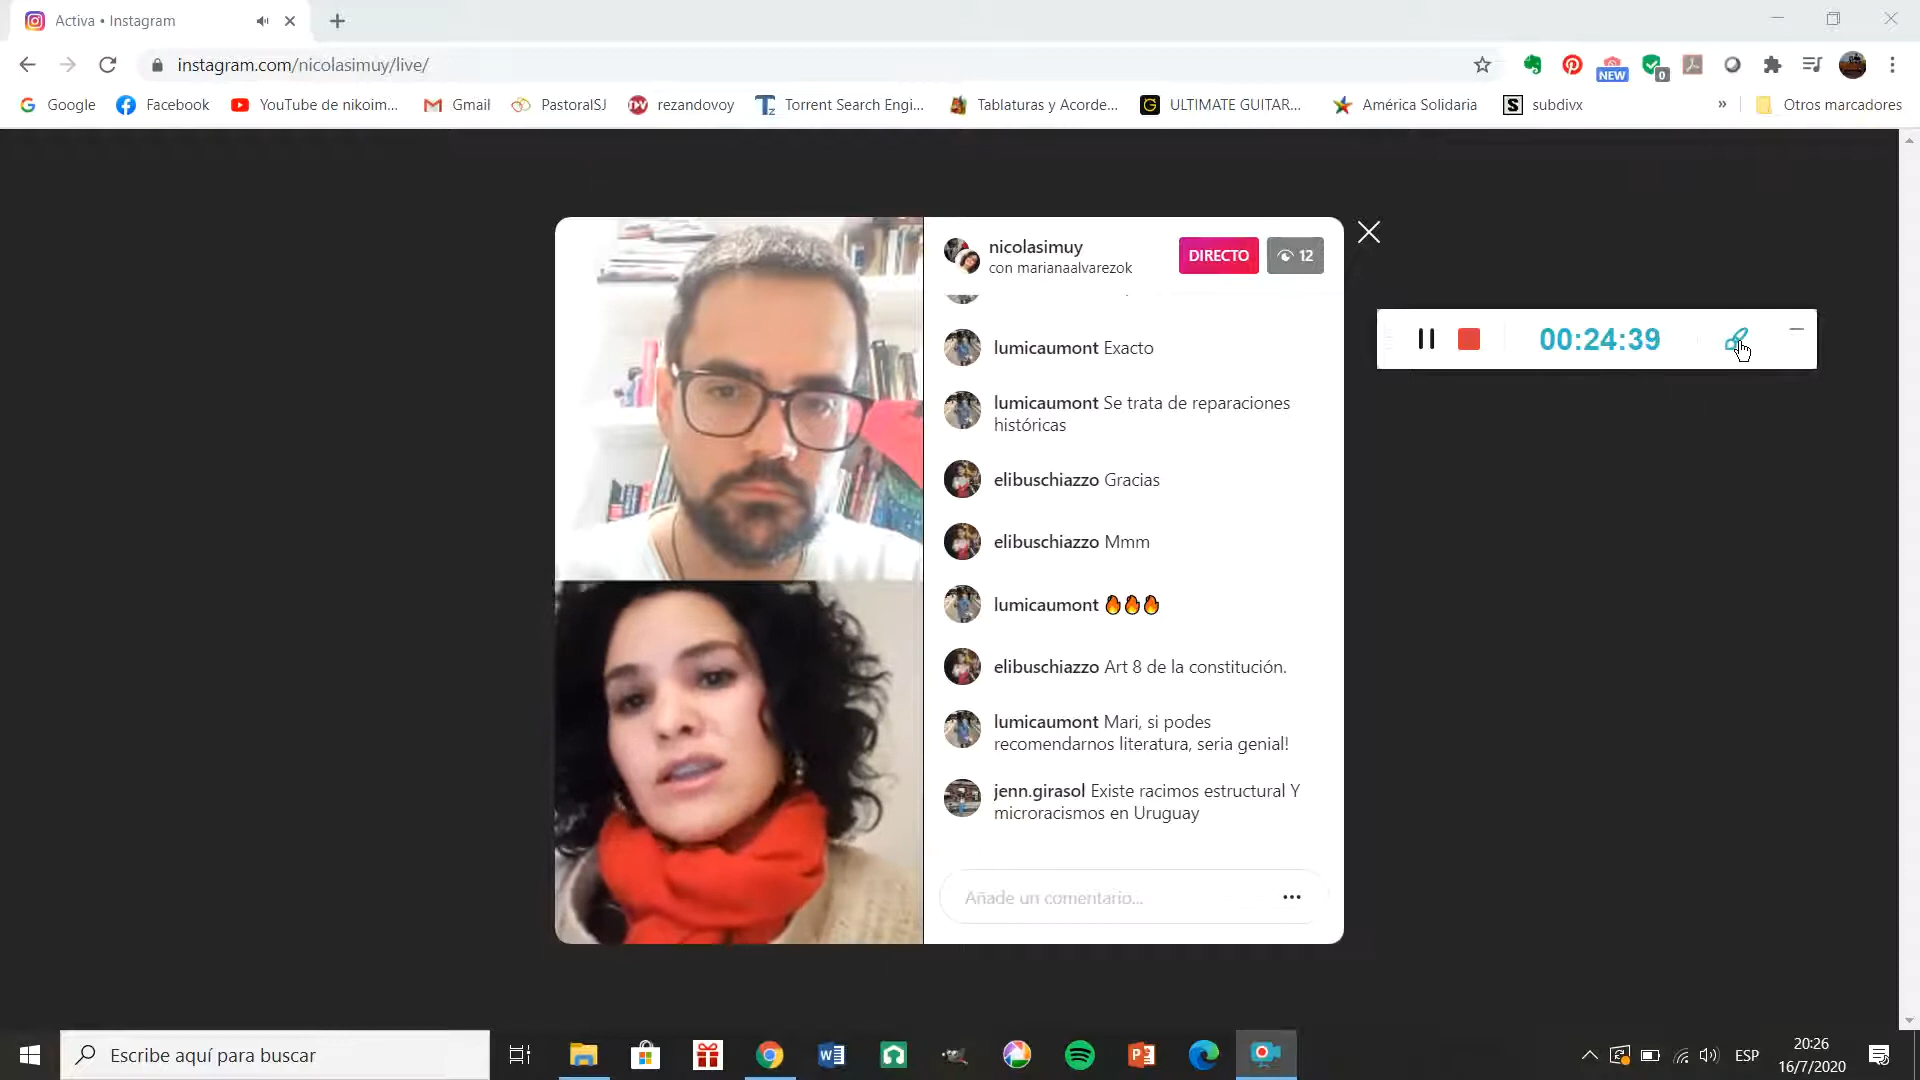 Activa • Instagram
instagram.com/nicolasimuy/live/
NEW
0
Google
Facebook
YouTube de nikoim...
Gmail
PastoralSJ
rezandovoy
Torrent Search Engi...
Tablaturas y Acorde...
ULTIMATE GUITAR...
América Solidaria
subdivx
»
Otros marcadores
nicolasimuy
con marianaalvarezok
DIRECTO
12
lumicaumont Exacto
lumicaumont Se trata de reparaciones
históricas
elibuschiazzo Gracias
elibuschiazzo Mmm
lumicaumont 🔥🔥🔥
elibuschiazzo Art 8 de la constitución.
lumicaumont Mari, si podes
recomendarnos literatura, seria genial!
jenn.girasol Existe racimos estructural Y
microracismos en Uruguay
Añade un comentario...
00:24:39
Escribe aquí para buscar
ESP
20:26
16/7/2020